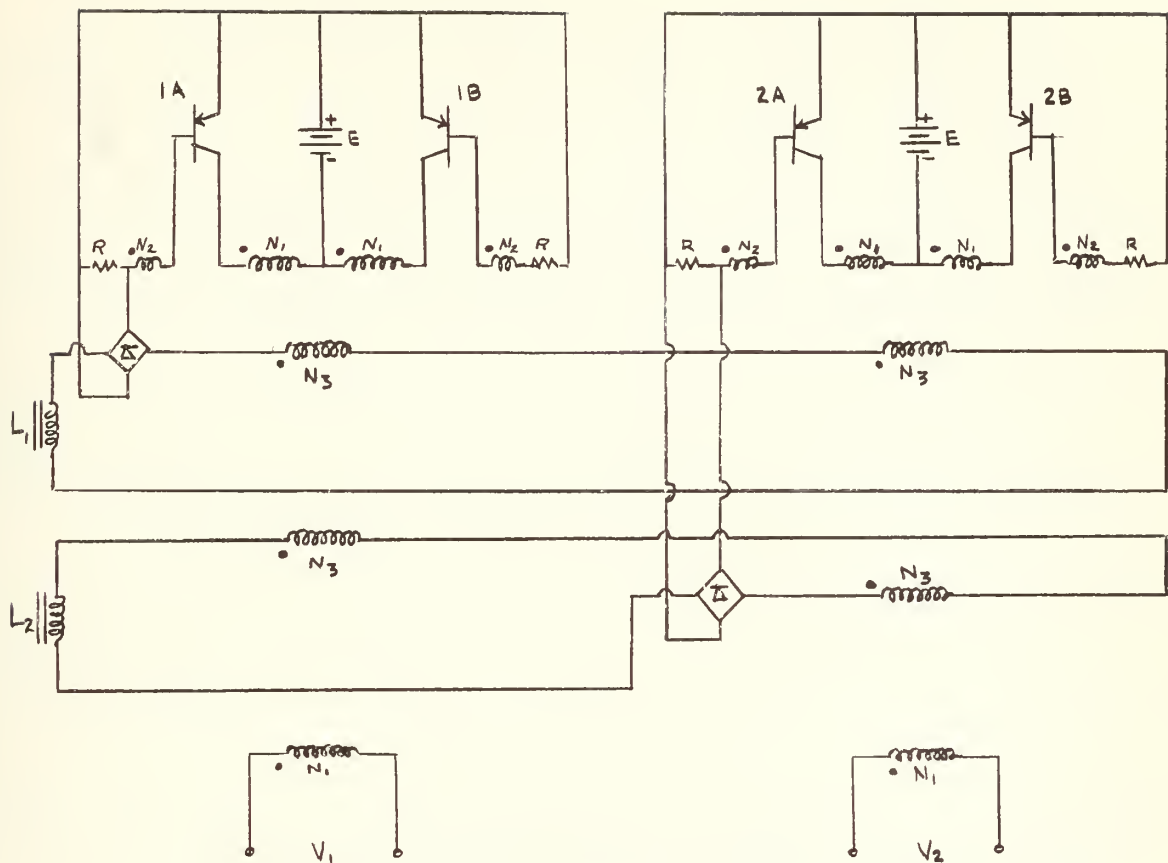 1A 1B 2A 2B
+ E - + E -
R N2 N1 N1 N2 R R N2 N1 N1 N2 R
N3 N3
L1
N3 N3
L2
N1 N1
V1 V2